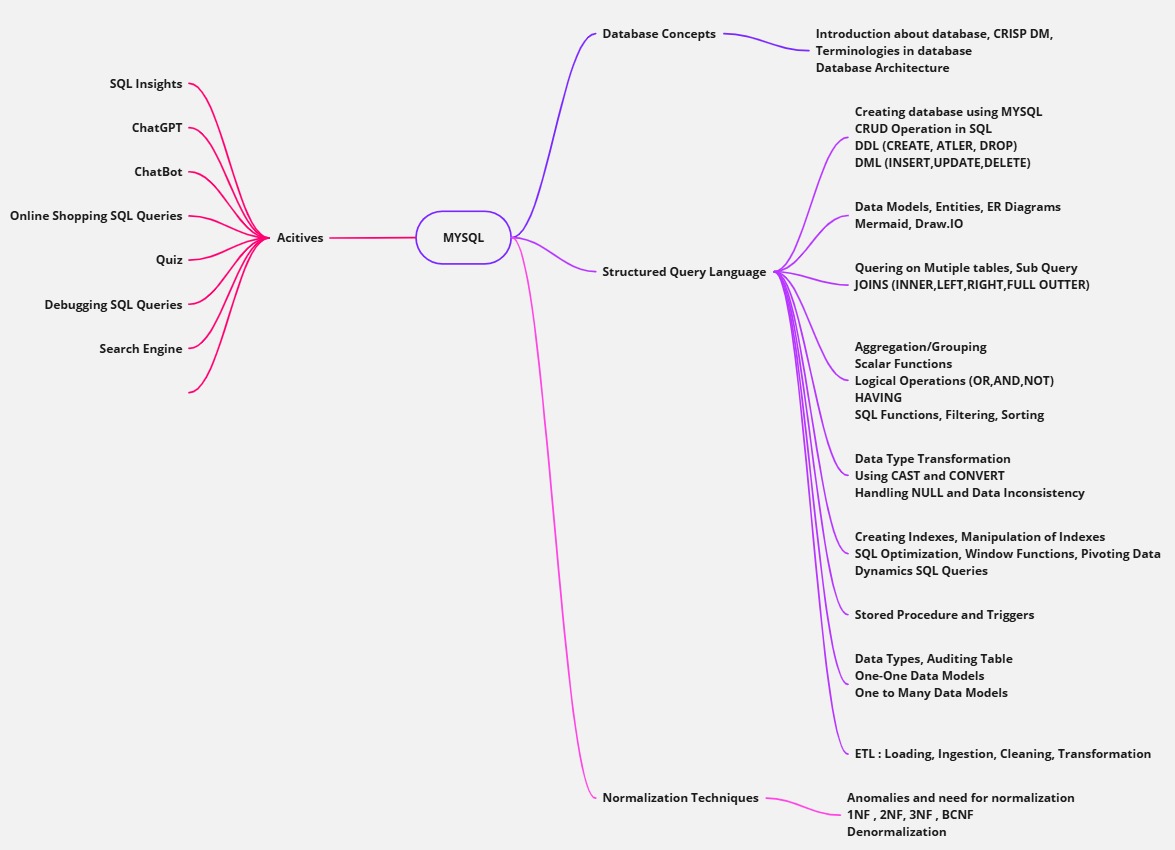 SQL Insights
ChatGPT
ChatBot
Online Shopping SQL Queries
Quiz
Debugging SQL Queries
Search Engine
Acitives
MYSQL
Database Concepts
Introduction about database, CRISP DM,
Terminologies in database
Database Architecture
Structured Query Language
Creating database using MYSQL
CRUD Operation in SQL
DDL (CREATE, ATLER, DROP)
DML (INSERT,UPDATE,DELETE)
Data Models, Entities, ER Diagrams
Mermaid, Draw.IO
Quering on Mutiple tables, Sub Query
JOINS (INNER,LEFT,RIGHT,FULL OUTTER)
Aggregation/Grouping
Scalar Functions
Logical Operations (OR,AND,NOT)
HAVING
SQL Functions, Filtering, Sorting
Data Type Transformation
Using CAST and CONVERT
Handling NULL and Data Inconsistency
Creating Indexes, Manipulation of Indexes
SQL Optimization, Window Functions, Pivoting Data
Dynamics SQL Queries
Stored Procedure and Triggers
Data Types, Auditing Table
One-One Data Models
One to Many Data Models
ETL : Loading, Ingestion, Cleaning, Transformation
Normalization Techniques
Anomalies and need for normalization
1NF , 2NF, 3NF , BCNF
Denormalization